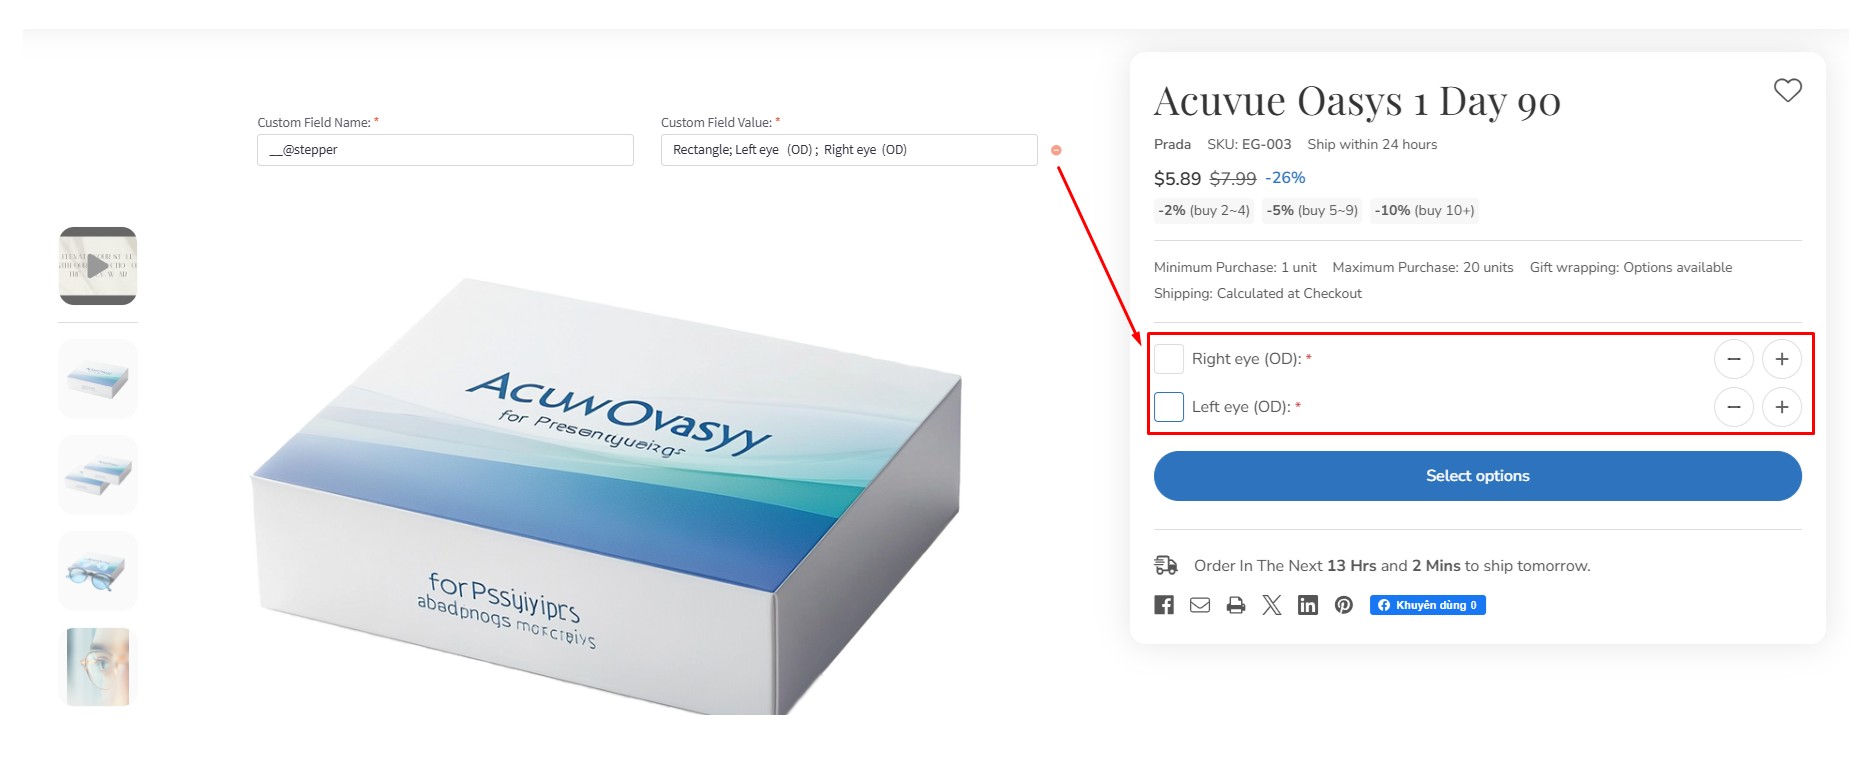 Custom Field Name: *
Custom Field Value: *
__@stepper
Rectangle; Left eye (OD) ; Right eye (OD)
AcuwOvasyy
for Presentyueizgs
forPssyiyiprs
abadpnogs morcreivs
Acuvue Oasys 1 Day 90
Prada SKU: EG-003 Ship within 24 hours
$5.89 $7.99 -26%
-2% (buy 2~4) -5% (buy 5~9) -10% (buy 10+)
Minimum Purchase: 1 unit Maximum Purchase: 20 units Gift wrapping: Options available
Shipping: Calculated at Checkout
Right eye (OD): *
Left eye (OD): *
Select options
Order In The Next 13 Hrs and 2 Mins to ship tomorrow.
Khuyên dùng 0